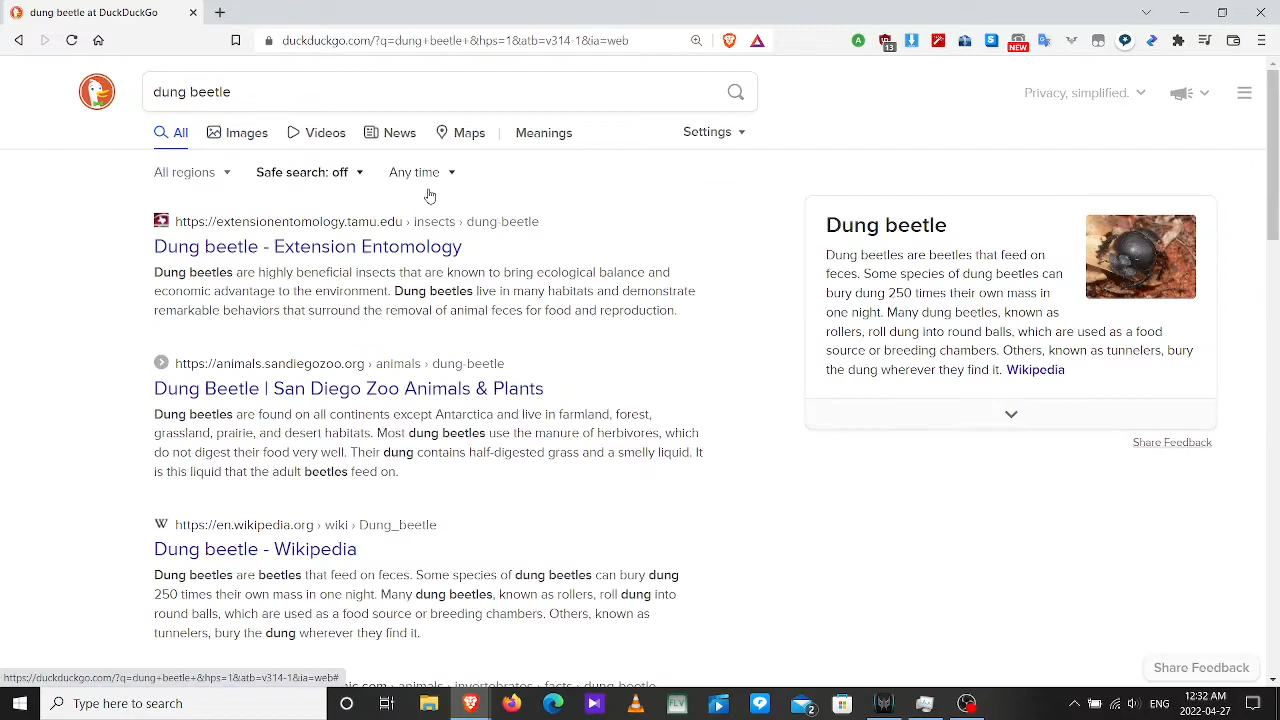 dung beetle at DuckDuckGo
duckduckgo.com/?q=dung+beetle+&hps=1&atb=v314-1&ia=web
A
13
S
NEW
dung beetle
Privacy, simplified.
All
Images
Videos
News
Maps
Meanings
Settings
All regions
Safe search: off
Any time
https://extensionentomology.tamu.edu › insects › dung-beetle
Dung beetle - Extension Entomology
Dung beetles are highly beneficial insects that are known to bring ecological balance and
economic advantage to the environment. Dung beetles live in many habitats and demonstrate
remarkable behaviors that surround the removal of animal feces for food and reproduction.
https://animals.sandiegozoo.org › animals › dung-beetle
Dung Beetle | San Diego Zoo Animals & Plants
Dung beetles are found on all continents except Antarctica and live in farmland, forest,
grassland, prairie, and desert habitats. Most dung beetles use the manure of herbivores, which
do not digest their food very well. Their dung contains half-digested grass and a smelly liquid. It
is this liquid that the adult beetles feed on.
W https://en.wikipedia.org › wiki › Dung_beetle
Dung beetle - Wikipedia
Dung beetles are beetles that feed on feces. Some species of dung beetles can bury dung
250 times their own mass in one night. Many dung beetles, known as rollers, roll dung into
round balls, which are used as a food source or breeding chambers. Others, known as
tunnelers, bury the dung wherever they find it.
Dung beetle
Dung beetles are beetles that feed on
feces. Some species of dung beetles can
bury dung 250 times their own mass in
one night. Many dung beetles, known as
rollers, roll dung into round balls, which are used as a food
source or breeding chambers. Others, known as tunnelers, bury
the dung wherever they find it. Wikipedia
Share Feedback
Share Feedback
https://duckduckgo.com/?q=dung+beetle+&hps=1&atb=v314-1&ia=web#
ic.com › animals › invertebrates › facts › dung-beetle
Type here to search
FLV
2
ENG
12:32 AM
2022-04-27